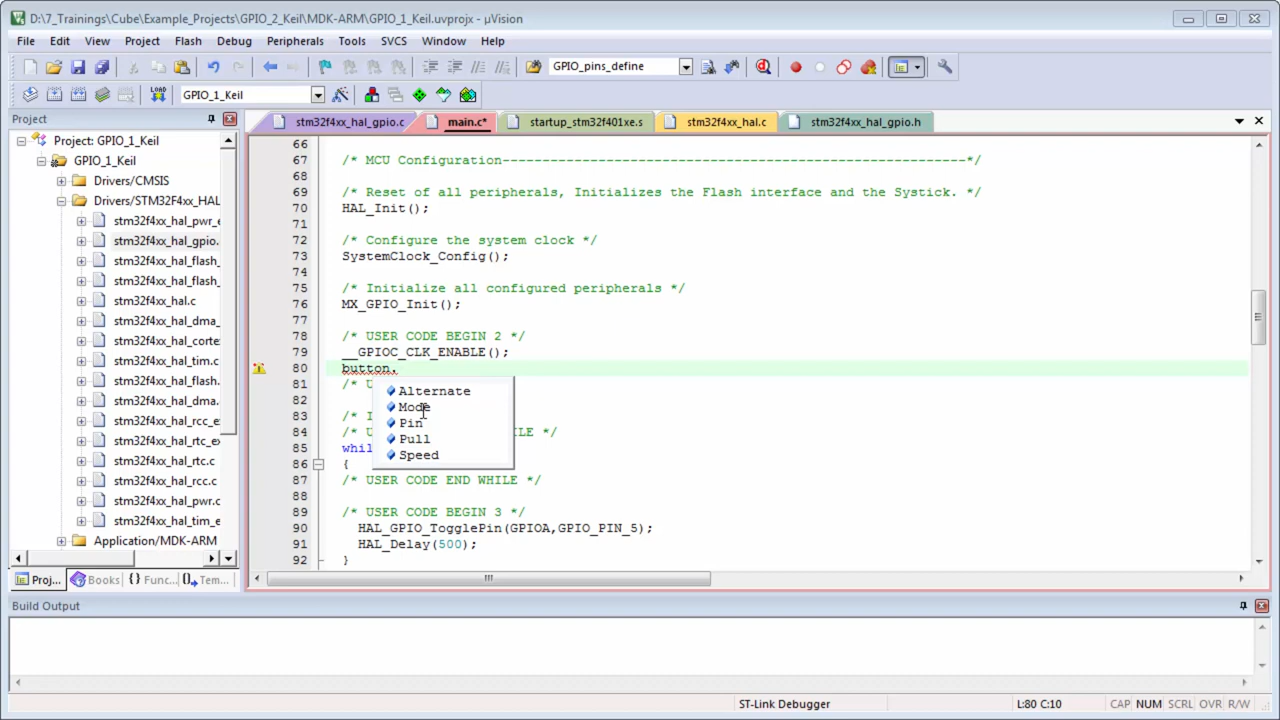 D:\7_Trainings\Cube\Example_Projects\GPIO_2_Keil\MDK-ARM\GPIO_1_Keil.uvprojx - µVision
File Edit View Project Flash Debug Peripherals Tools SVCS Window Help
GPIO_pins_define
LOAD GPIO_1_Keil
Project
stm32f4xx_hal_gpio.c main.c* startup_stm32f401xe.s stm32f4xx_hal.c stm32f4xx_hal_gpio.h
Project: GPIO_1_Keil
GPIO_1_Keil
Drivers/CMSIS
Drivers/STM32F4xx_HAL
stm32f4xx_hal_pwr_e
stm32f4xx_hal_gpio.
stm32f4xx_hal_flash_
stm32f4xx_hal_flash_
stm32f4xx_hal.c
stm32f4xx_hal_dma_
stm32f4xx_hal_corte
stm32f4xx_hal_tim.c
stm32f4xx_hal_flash.
stm32f4xx_hal_dma.
stm32f4xx_hal_rcc_e
stm32f4xx_hal_rtc_ex
stm32f4xx_hal_rtc.c
stm32f4xx_hal_rcc.c
stm32f4xx_hal_pwr.c
stm32f4xx_hal_tim_e
Application/MDK-ARM
Proj... Books {} Func... Tem...
66
67 /* MCU Configuration----------------------------------------------------------*/
68
69 /* Reset of all peripherals, Initializes the Flash interface and the Systick. */
70 HAL_Init();
71
72 /* Configure the system clock */
73 SystemClock_Config();
74
75 /* Initialize all configured peripherals */
76 MX_GPIO_Init();
77
78 /* USER CODE BEGIN 2 */
79 __GPIOC_CLK_ENABLE();
80 button.
81 /* U
Alternate
82
Mode
83 /* I
Pin
84 /* U LE */
Pull
85 whil
Speed
86 {
87 /* USER CODE END WHILE */
88
89 /* USER CODE BEGIN 3 */
90 HAL_GPIO_TogglePin(GPIOA,GPIO_PIN_5);
91 HAL_Delay(500);
92 }
Build Output
ST-Link Debugger L:80 C:10 CAP NUM SCRL OVR R/W